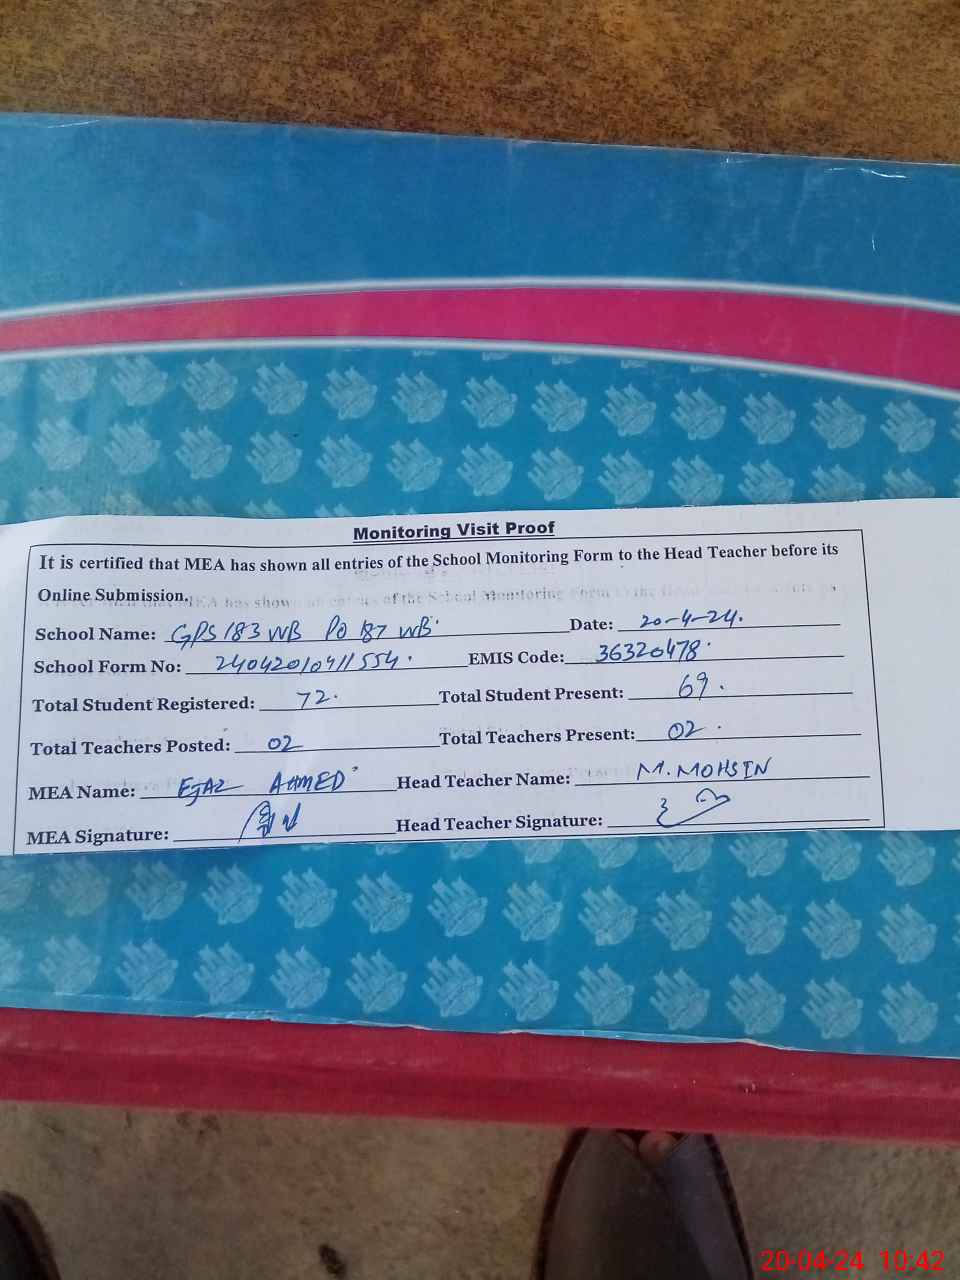 Monitoring Visit Proof
It is certified that MEA has shown all entries of the School Monitoring Form to the Head Teacher before its
Online Submission.
School Name: GPS 183 WB PO 187 WB Date: 20-4-24.
School Form No: EMIS Code: 36320478
Total Student Registered: 72. Total Student Present: 69.
Total Teachers Posted: 02 Total Teachers Present: 02.
MEA Name: EJAZ AHMED Head Teacher Name: M. MOHSIN
MEA Signature: Head Teacher Signature:
20-04-24 10:42